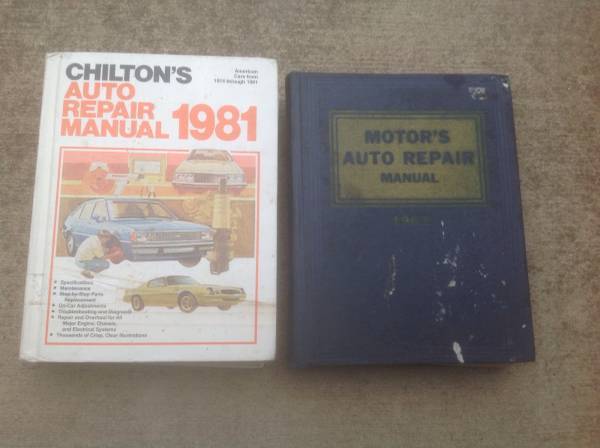 CHILTON'S
AUTO
REPAIR
MANUAL 1981
American
Cars from
1974 through 1981
Specifications
Maintenance
Step-by-Step Parts
Replacement
On-Car Adjustments
Troubleshooting and Diagnosis
Repair and Overhaul for All
Major Engine, Chassis,
and Electrical Systems
Thousands of Crisp, Clear Illustrations
MOTOR'S
AUTO REPAIR
MANUAL